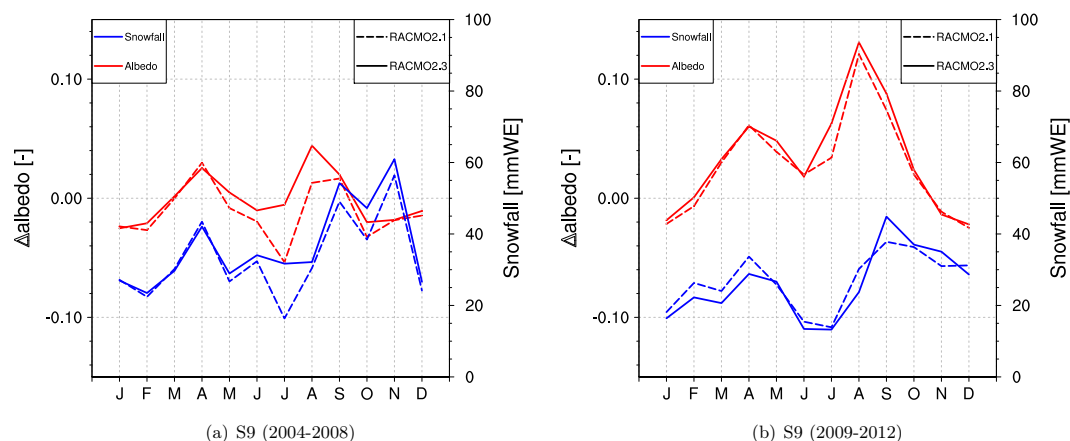 Snowfall
Albedo
RACMO2.1
RACMO2.3
0.10
0.00
-0.10
Δalbedo [-]
100
80
60
40
20
0
Snowfall [mmWE]
J F M A M J J A S O N D
(a) S9 (2004-2008)
Snowfall
Albedo
RACMO2.1
RACMO2.3
0.10
0.00
-0.10
Δalbedo [-]
100
80
60
40
20
0
Snowfall [mmWE]
J F M A M J J A S O N D
(b) S9 (2009-2012)